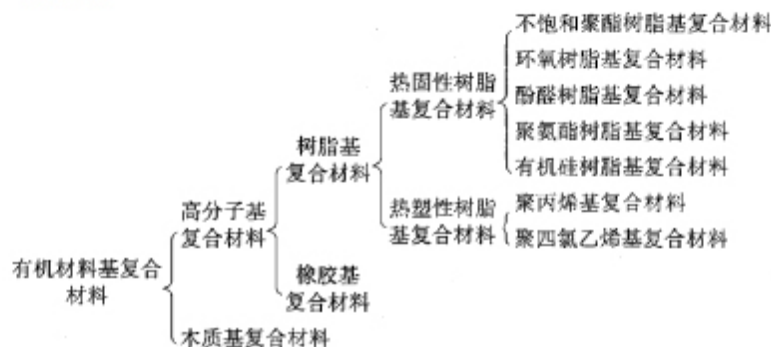 不饱和聚酯树脂基复合材料
环氧树脂基复合材料
热固性树脂
基复合材料
酚醛树脂基复合材料
聚氨酯树脂基复合材料
树脂基
复合材料
有机硅树脂基复合材料
高分子基
复合材料
热塑性树脂
基复合材料
聚丙烯基复合材料
聚四氯乙烯基复合材料
有机材料基复合
材料
橡胶基
复合材料
木质基复合材料